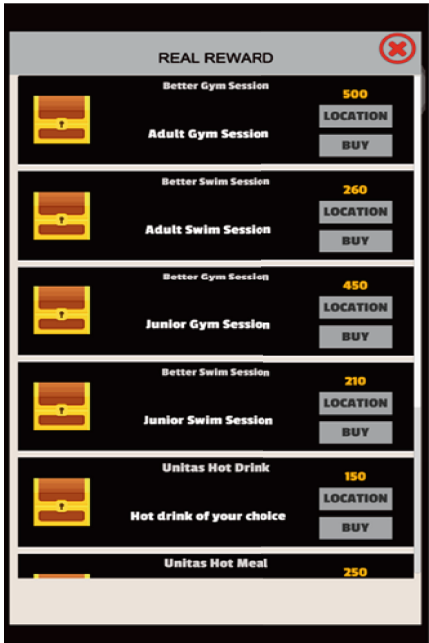 REAL REWARD
Better Gym Session
500
LOCATION
Adult Gym Session
BUY
Better Swim Session
260
LOCATION
Adult Swim Session
BUY
Better Gym Session
450
LOCATION
Junior Gym Session
BUY
Better Swim Session
210
LOCATION
Junior Swim Session
BUY
Unitas Hot Drink
150
LOCATION
Hot drink of your choice
BUY
Unitas Hot Meal
250